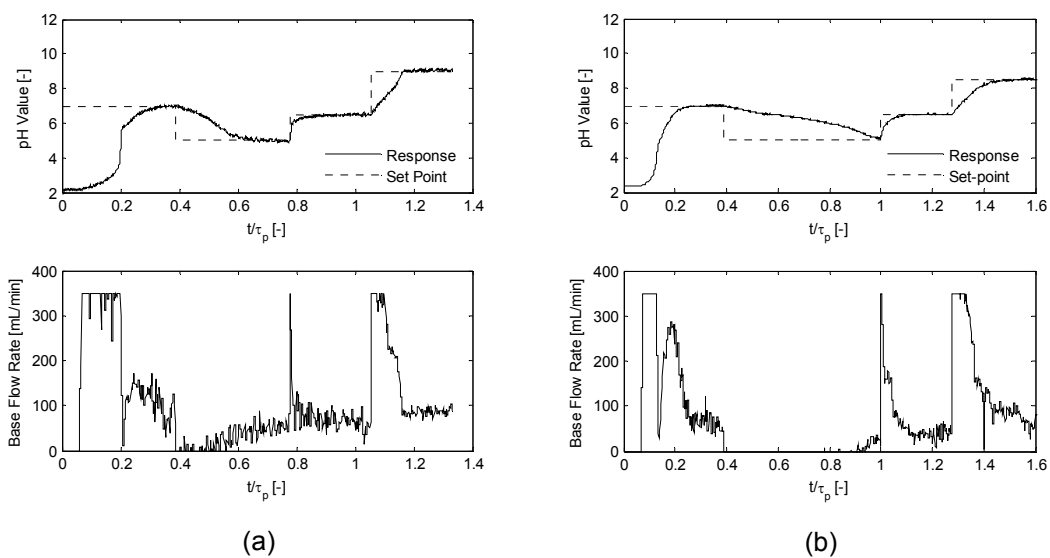 12
10
8
6
4
2
pH Value [-]
Response
Set Point
0 0.2 0.4 0.6 0.8 1 1.2 1.4
t/τp [-]
12
10
8
6
4
2
pH Value [-]
Response
Set-point
0 0.2 0.4 0.6 0.8 1 1.2 1.4 1.6
t/τp [-]
400
300
200
100
0
Base Flow Rate [mL/min]
0 0.2 0.4 0.6 0.8 1 1.2 1.4
t/τp [-]
400
300
200
100
0
Base Flow Rate [mL/min]
0 0.2 0.4 0.6 0.8 1 1.2 1.4 1.6
t/τp [-]
(a)
(b)